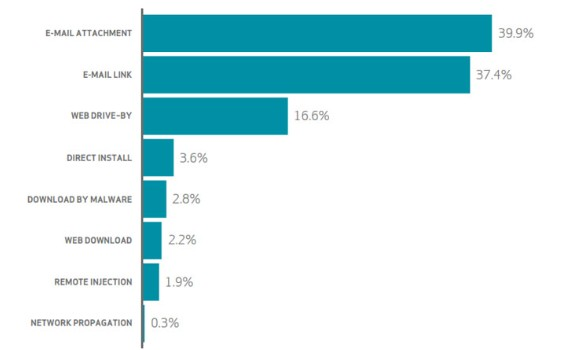 E-MAIL ATTACHMENT 39.9%
E-MAIL LINK 37.4%
WEB DRIVE-BY 16.6%
DIRECT INSTALL 3.6%
DOWNLOAD BY MALWARE 2.8%
WEB DOWNLOAD 2.2%
REMOTE INJECTION 1.9%
NETWORK PROPAGATION 0.3%